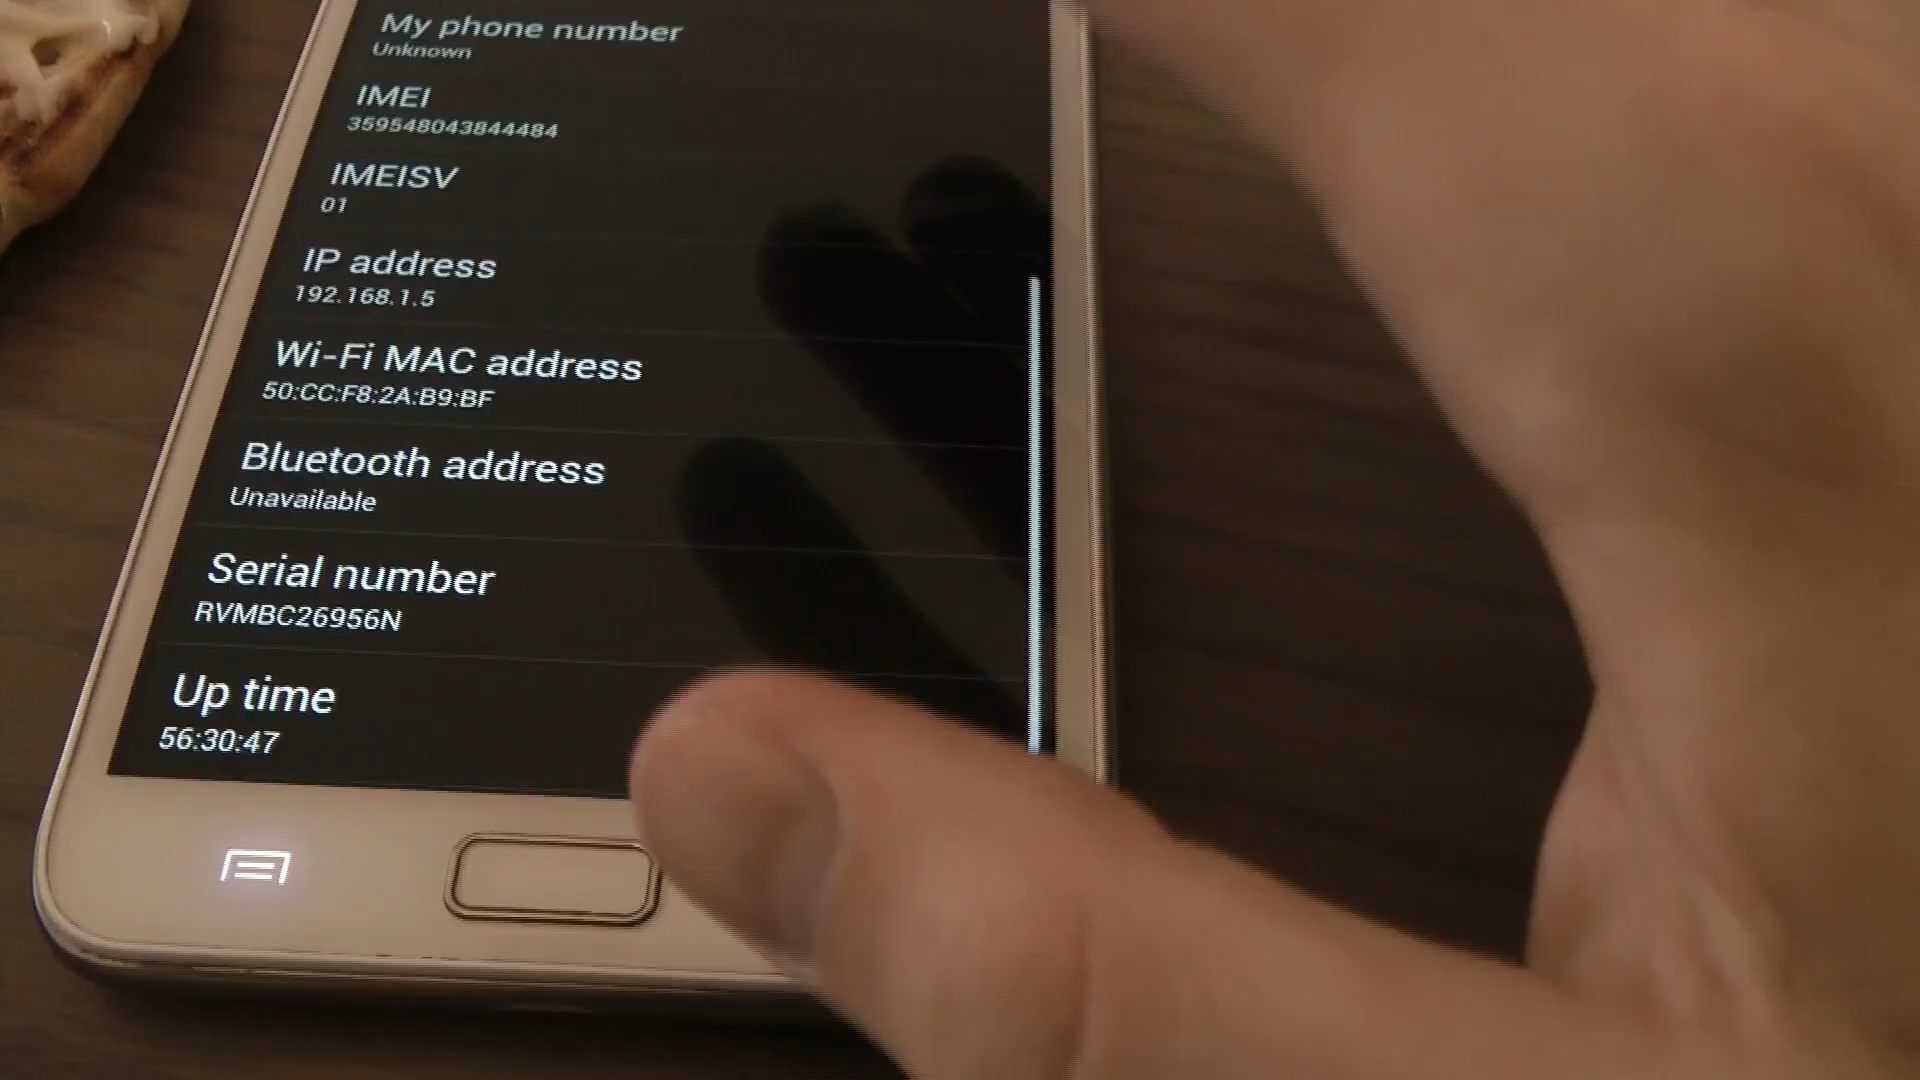 My phone number
Unknown
IMEI
359548043844484
IMEISV
01
IP address
192.168.1.5
Wi-Fi MAC address
50:CC:F8:2A:B9:BF
Bluetooth address
Unavailable
Serial number
RVMBC26956N
Up time
56:30:47